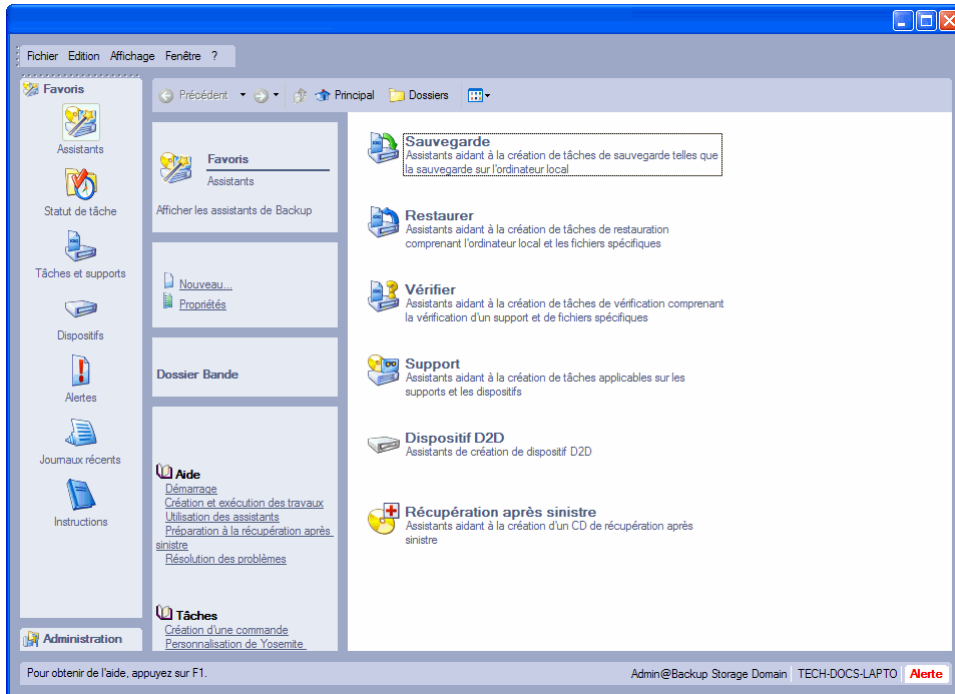 Fichier Edition Affichage Fenêtre ?
Favoris
Assistants
Statut de tâche
Tâches et supports
Dispositifs
Alertes
Journaux récents
Instructions
Administration
Précédent Principal Dossiers
Favoris
Assistants
Afficher les assistants de Backup
Nouveau...
Propriétés
Dossier Bande
Aide
Démarrage
Création et exécution des travaux
Utilisation des assistants
Préparation à la récupération après
sinistre
Résolution des problèmes
Tâches
Création d'une commande
Personnalisation de Yosemite
Sauvegarde
Assistants aidant à la création de tâches de sauvegarde telles que
la sauvegarde sur l'ordinateur local
Restaurer
Assistants aidant à la création de tâches de restauration
comprenant l'ordinateur local et les fichiers spécifiques
Vérifier
Assistants aidant à la création de tâches de vérification comprenant
la vérification d'un support et de fichiers spécifiques
Support
Assistants aidant à la création de tâches applicables sur les
supports et les dispositifs
Dispositif D2D
Assistants de création de dispositif D2D
Récupération après sinistre
Assistants aidant à la création d'un CD de récupération après
sinistre
Pour obtenir de l'aide, appuyez sur F1.
Admin@Backup Storage Domain TECH-DOCS-LAPTO Alerte